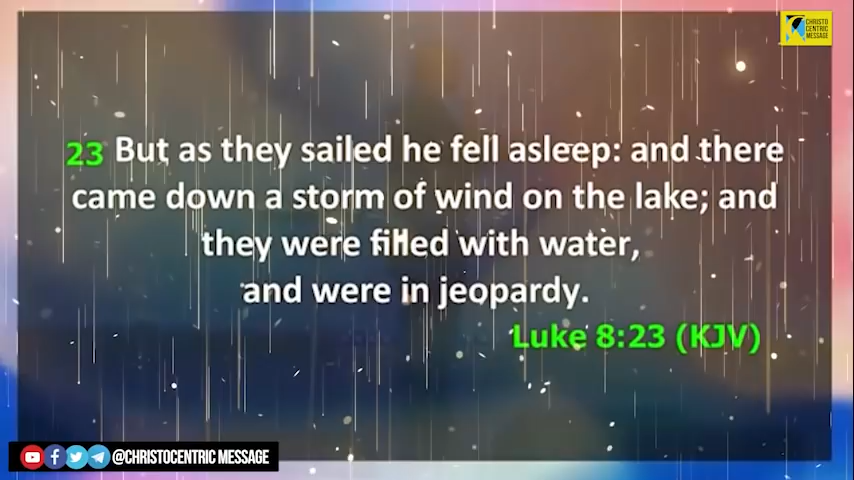 CHRISTO
CENTRIC
MESSAGE
23 But as they sailed he fell asleep: and there
came down a storm of wind on the lake; and
they were filled with water,
and were in jeopardy.
Luke 8:23 (KJV)
@CHRISTOCENTRIC MESSAGE